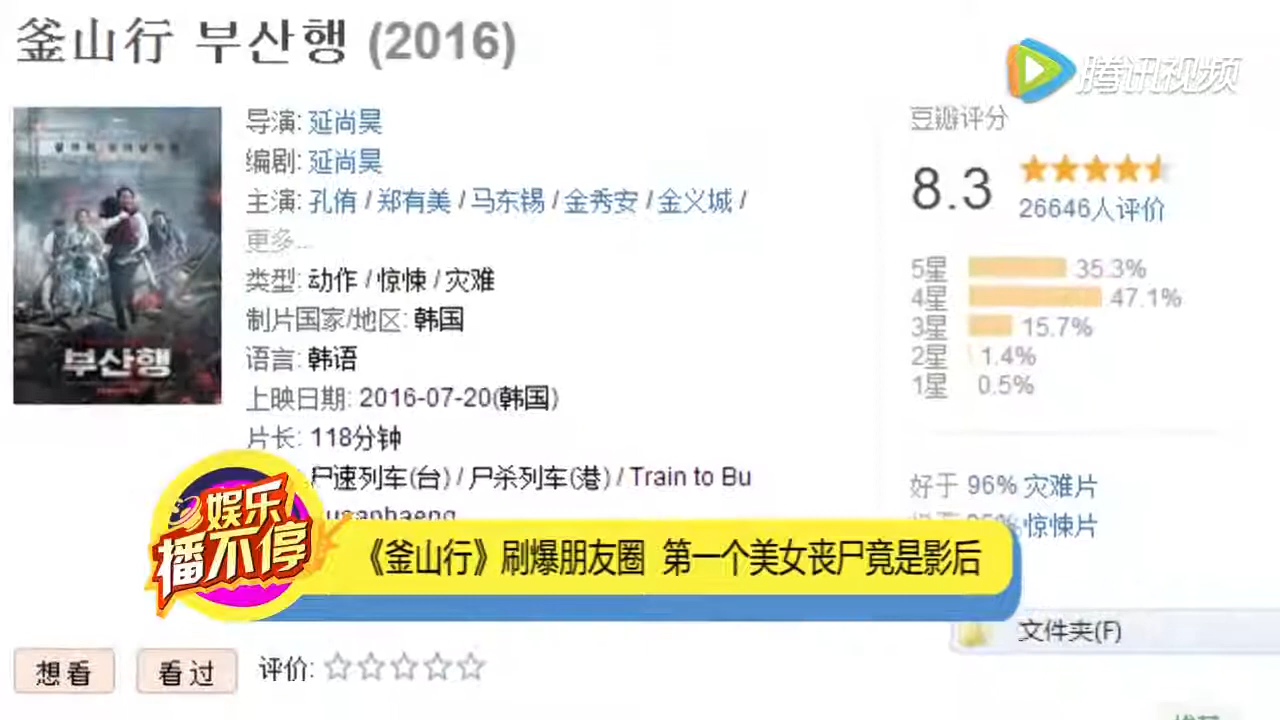 釜山行 부산행 (2016)
腾讯视频
导演: 延尚昊
编剧: 延尚昊
主演: 孔侑 / 郑有美 / 马东锡 / 金秀安 / 金义城 /
更多...
类型: 动作 / 惊悚 / 灾难
制片国家/地区: 韩国
语言: 韩语
上映日期: 2016-07-20(韩国)
片长: 118分钟
尸速列车(台) / 尸杀列车(港) / Train to Bu
부산행
豆瓣评分
8.3
26646人评价
5星 35.3%
4星 47.1%
3星 15.7%
2星 1.4%
1星 0.5%
好于 96% 灾难片
惊悚片
娱乐
播不停
《釜山行》刷爆朋友圈 第一个美女丧尸竟是影后
文件夹(F)
想看 看过 评价: